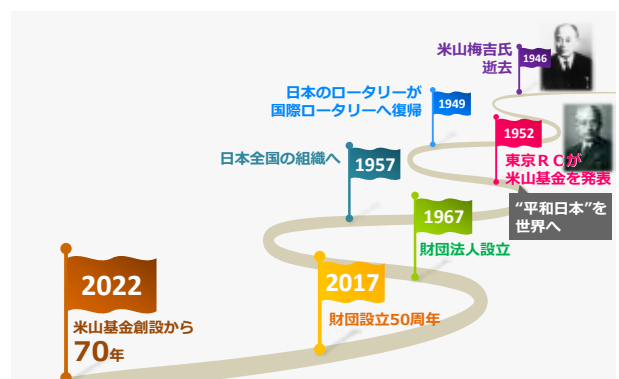 米山梅吉氏
逝去
1946
日本のロータリーが
国際ロータリーへ復帰
1949
1952
東京ＲＣが
米山基金を発表
日本全国の組織へ
1957
“平和日本”を
世界へ
1967
財団法人設立
2017
財団設立50周年
2022
米山基金創設から
70年